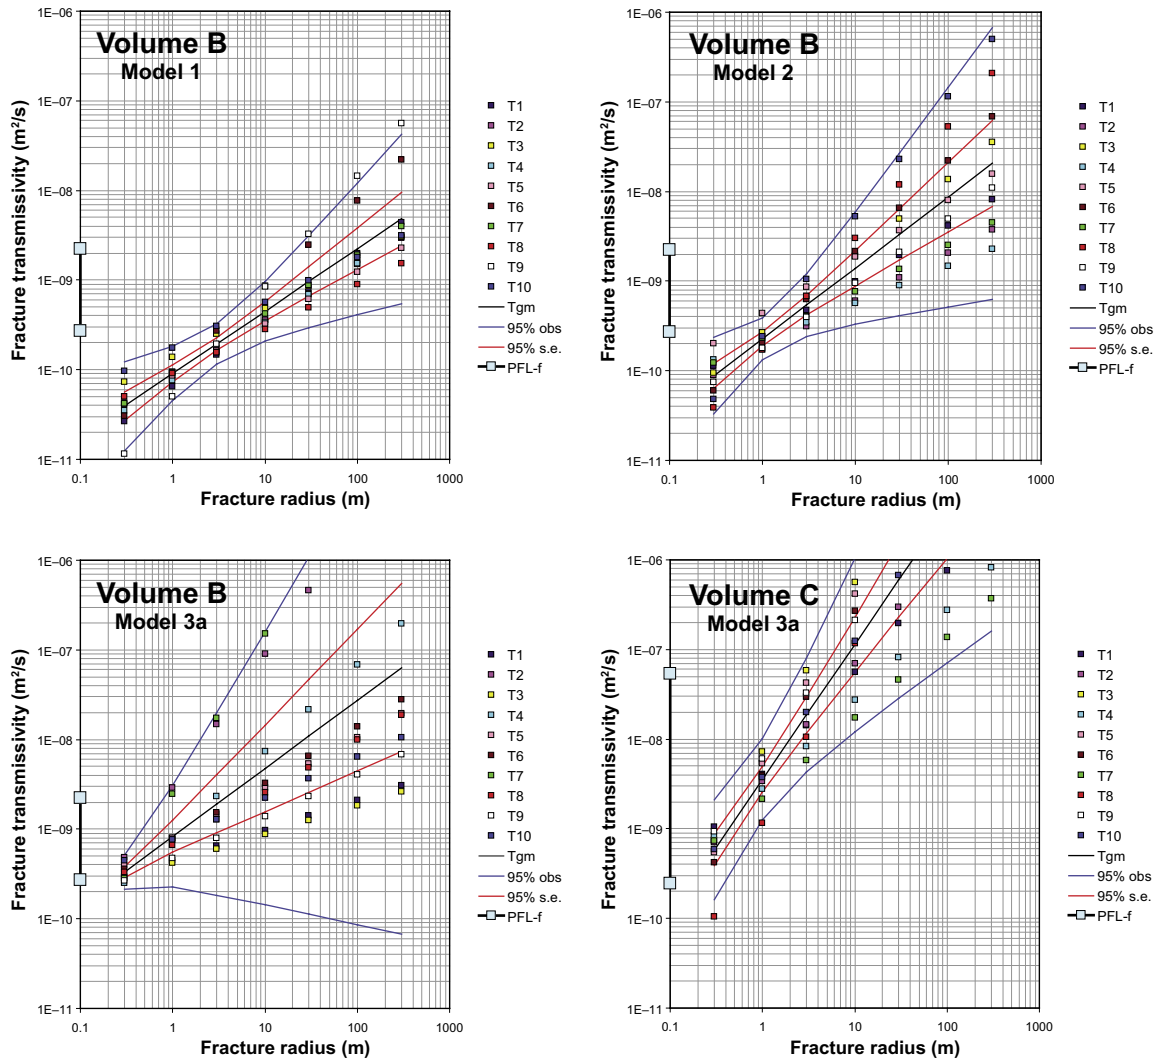 Volume B
Model 1
Fracture transmissivity (m²/s)
1E–06
1E–07
1E–08
1E–09
1E–10
1E–11
0.1 1 10 100 1000
Fracture radius (m)
T1
T2
T3
T4
T5
T6
T7
T8
T9
T10
Tgm
95% obs
95% s.e.
PFL-f
Volume B
Model 2
Fracture transmissivity (m²/s)
1E–06
1E–07
1E–08
1E–09
1E–10
1E–11
0.1 1 10 100 1000
Fracture radius (m)
T1
T2
T3
T4
T5
T6
T7
T8
T9
T10
Tgm
95% obs
95% s.e.
PFL-f
Volume B
Model 3a
Fracture transmissivity (m²/s)
1E–06
1E–07
1E–08
1E–09
1E–10
1E–11
0.1 1 10 100 1000
Fracture radius (m)
T1
T2
T3
T4
T5
T6
T7
T8
T9
T10
Tgm
95% obs
95% s.e.
PFL-f
Volume C
Model 3a
Fracture transmissivity (m²/s)
1E–06
1E–07
1E–08
1E–09
1E–10
1E–11
0.1 1 10 100 1000
Fracture radius (m)
T1
T2
T3
T4
T5
T6
T7
T8
T9
T10
Tgm
95% obs
95% s.e.
PFL-f